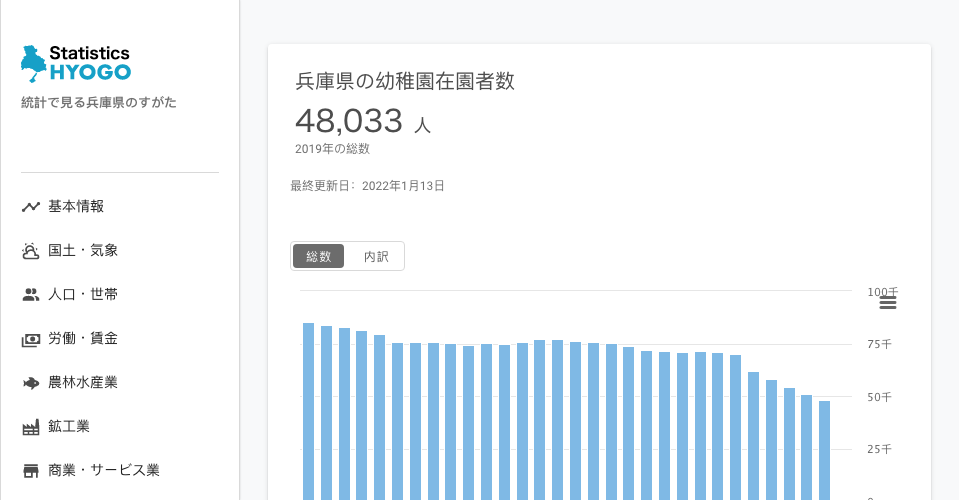 Statistics
HYOGO
統計で見る兵庫県のすがた
基本情報
国土・気象
人口・世帯
労働・賃金
農林水産業
鉱工業
商業・サービス業
兵庫県の幼稚園在園者数
48,033 人
2019年の総数
最終更新日: 2022年1月13日
総数 内訳
100千
75千
50千
25千